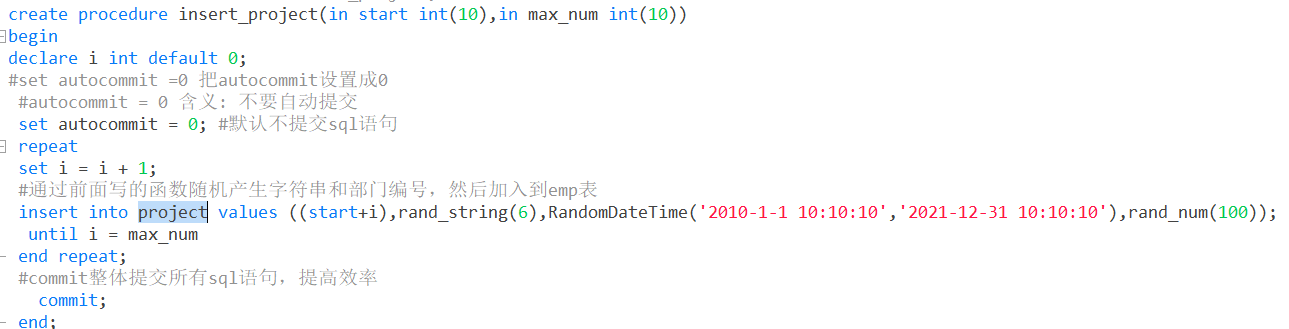 create procedure insert_project(in start int(10),in max_num int(10))
begin
declare i int default 0;
#set autocommit =0 把autocommit设置成0
#autocommit = 0 含义: 不要自动提交
set autocommit = 0; #默认不提交sql语句
repeat
set i = i + 1;
#通过前面写的函数随机产生字符串和部门编号，然后加入到emp表
insert into project values ((start+i),rand_string(6),RandomDateTime('2010-1-1 10:10:10','2021-12-31 10:10:10'),rand_num(100));
until i = max_num
end repeat;
#commit整体提交所有sql语句，提高效率
commit;
end;